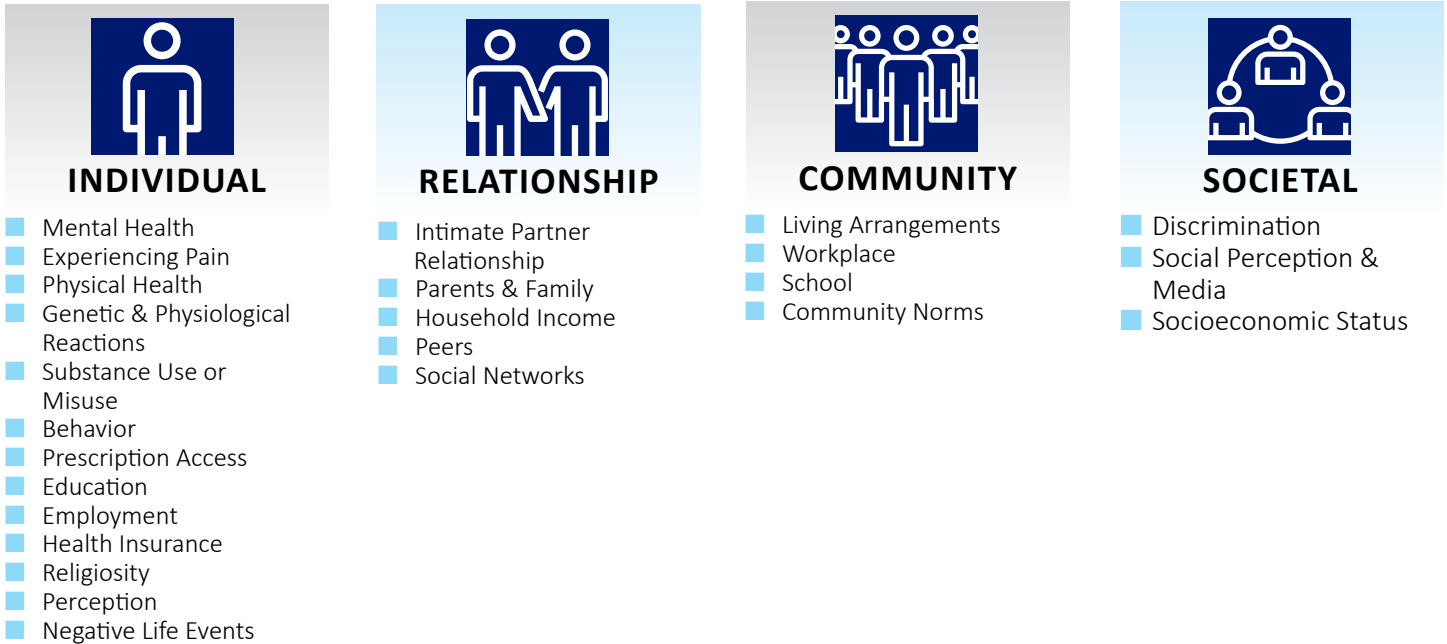 INDIVIDUAL
Mental Health
Experiencing Pain
Physical Health
Genetic & Physiological
Reactions
Substance Use or
Misuse
Behavior
Prescription Access
Education
Employment
Health Insurance
Religiosity
Perception
Negative Life Events
RELATIONSHIP
Intimate Partner
Relationship
Parents & Family
Household Income
Peers
Social Networks
COMMUNITY
Living Arrangements
Workplace
School
Community Norms
SOCIETAL
Discrimination
Social Perception &
Media
Socioeconomic Status